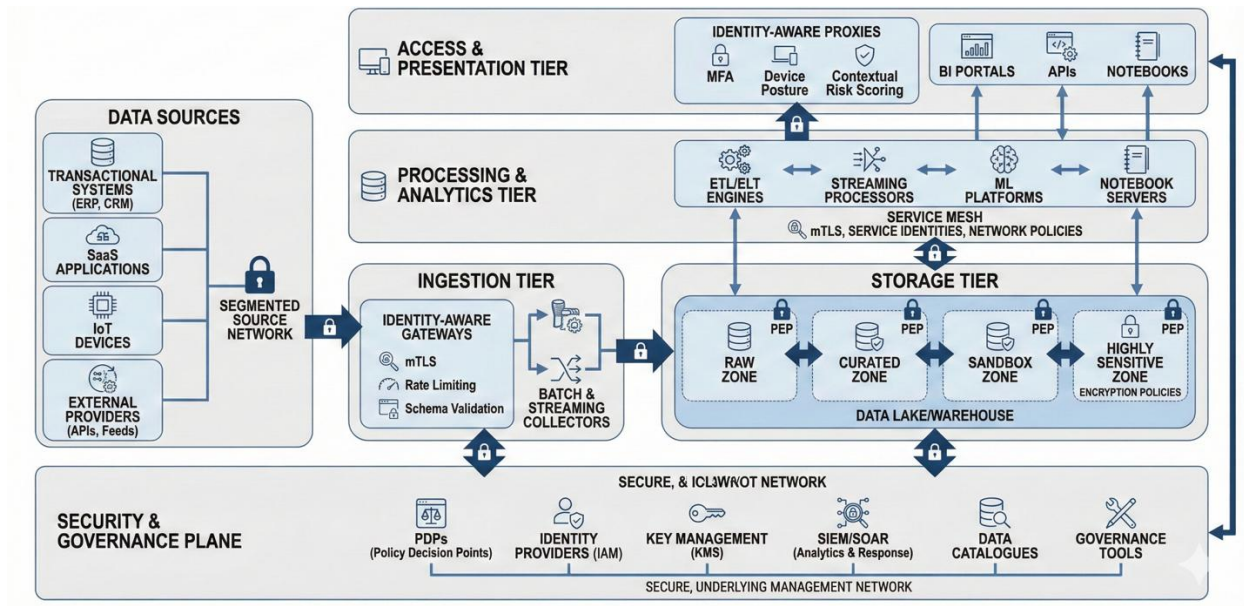 ACCESS &
PRESENTATION TIER
IDENTITY-AWARE PROXIES
MFA
Device
Posture
Contextual
Risk Scoring
BI PORTALS
APIs
NOTEBOOKS
DATA SOURCES
TRANSACTIONAL
SYSTEMS
(ERP, CRM)
SaaS
APPLICATIONS
IoT
DEVICES
EXTERNAL
PROVIDERS
(APIs, Feeds)
SEGMENTED
SOURCE
NETWORK
PROCESSING &
ANALYTICS TIER
ETL/ELT
ENGINES
STREAMING
PROCESSORS
ML
PLATFORMS
NOTEBOOK
SERVERS
SERVICE MESH
mTLS, SERVICE IDENTITIES, NETWORK POLICIES
INGESTION TIER
IDENTITY-AWARE
GATEWAYS
mTLS
Rate Limiting
Schema Validation
BATCH &
STREAMING
COLLECTORS
STORAGE TIER
PEP
RAW
ZONE
PEP
CURATED
ZONE
PEP
SANDBOX
ZONE
PEP
HIGHLY
SENSITIVE
ZONE
ENCRYPTION POLICIES
DATA LAKE/WAREHOUSE
SECURITY &
GOVERNANCE PLANE
SECURE, & NETWORK
PDPs
(Policy Decision Points)
IDENTITY
PROVIDERS (IAM)
KEY MANAGEMENT
(KMS)
SIEM/SOAR
(Analytics & Response)
DATA
CATALOGUES
GOVERNANCE
TOOLS
SECURE, UNDERLYING MANAGEMENT NETWORK